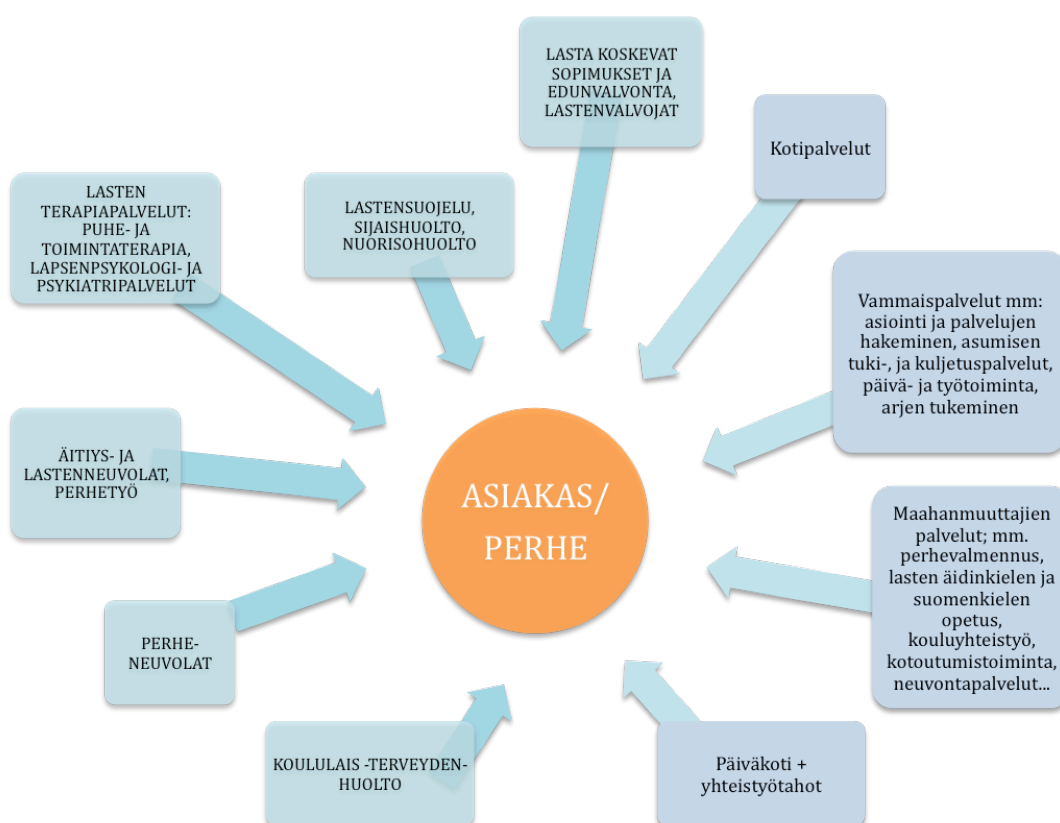 LASTA KOSKEVAT
SOPIMUKSET JA
EDUNVALVONTA,
LASTENVALVOJAT
Kotipalvelut
LASTEN
TERAPIAPALVELUT:
PUHE- JA
TOIMINTATERAPIA,
LAPSENPSYKOLOGI- JA
PSYKIATRIPALVELUT
LASTENSUOJELU,
SIJAISHUOLTO,
NUORISOHUOLTO
Vammaispalvelut mm:
asiointi ja palvelujen
hakeminen, asumisen
tuki-, ja kuljetuspalvelut,
päivä- ja työtoiminta,
arjen tukeminen
ÄITIYS- JA
LASTENNEUVOLAT,
PERHETYÖ
ASIAKAS/
PERHE
Maahanmuuttajien
palvelut; mm.
perhevalmennus,
lasten äidinkielen ja
suomenkielen
opetus,
kouluyhteistyö,
kotoutumistoiminta,
neuvontapalvelut...
PERHE-
NEUVOLAT
KOULULAIS -TERVEYDEN-
HUOLTO
Päiväkoti +
yhteistyötahot